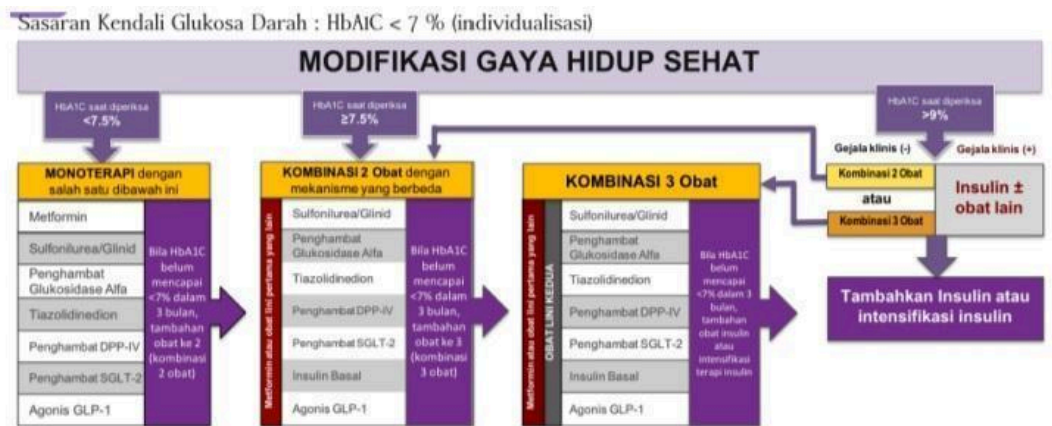 Sasaran Kendali Glukosa Darah : HbA1C < 7 % (individualisasi)
MODIFIKASI GAYA HIDUP SEHAT
HbA1C saat diperiksa
<7.5%
HbA1C saat diperiksa
≥7.5%
HbA1C saat diperiksa
>9%
MONOTERAPI dengan
salah satu dibawah ini
Metformin
Sulfonilurea/Glinid
Penghambat
Glukosidase Alfa
Tiazolidinedion
Penghambat DPP-IV
Penghambat SGLT-2
Agonis GLP-1
Bila HbA1C
belum
mencapai
<7% dalam
3 bulan,
tambahan
obat ke 2
(kombinasi
2 obat)
KOMBINASI 2 Obat dengan
mekanisme yang berbeda
Metformin atau obat lini pertama yang lain
Sulfonilurea/Glinid
Penghambat
Glukosidase Alfa
Tiazolidinedion
Penghambat DPP-IV
Penghambat SGLT-2
Insulin Basal
Agonis GLP-1
Bila HbA1C
belum
mencapai
<7% dalam
3 bulan,
tambahan
obat ke 3
(kombinasi
3 obat)
KOMBINASI 3 Obat
Metformin atau obat lini pertama yang lain
OBAT LINI KEDUA
Sulfonilurea/Glinid
Penghambat
Glukosidase Alfa
Tiazolidinedion
Penghambat DPP-IV
Penghambat SGLT-2
Insulin Basal
Agonis GLP-1
Bila HbA1C
belum
mencapai
<7% dalam 3
bulan,
tambahan
obat insulin
atau
intensifikasi
terapi insulin
Gejala klinis (-)
Gejala klinis (+)
Kombinasi 2 Obat
atau
Kombinasi 3 Obat
Insulin ±
obat lain
Tambahkan Insulin atau
intensifikasi insulin